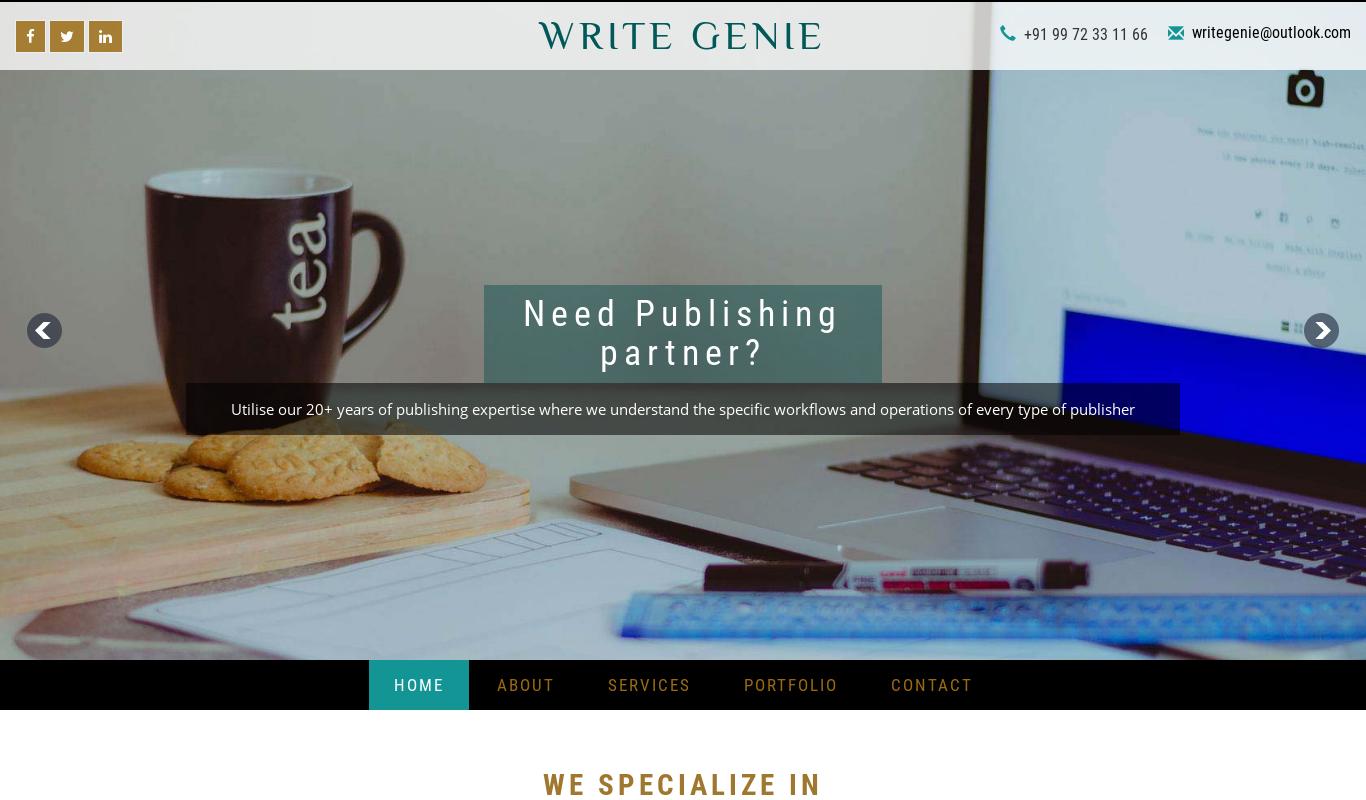 WRITE GENIE
+91 99 72 33 11 66
writegenie@outlook.com
tea
Need Publishing
partner?
Utilise our 20+ years of publishing expertise where we understand the specific workflows and operations of every type of publisher
HOME
ABOUT
SERVICES
PORTFOLIO
CONTACT
WE SPECIALIZE IN